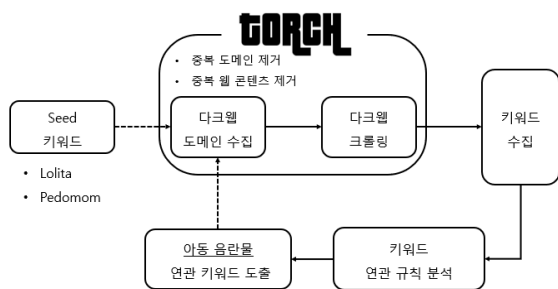 TORCH
• 중복 도메인 제거
• 중복 웹 콘텐츠 제거
Seed
키워드
다크웹
도메인 수집
다크웹
크롤링
키워드
수집
• Lolita
• Pedomom
아동 음란물
연관 키워드 도출
키워드
연관 규칙 분석